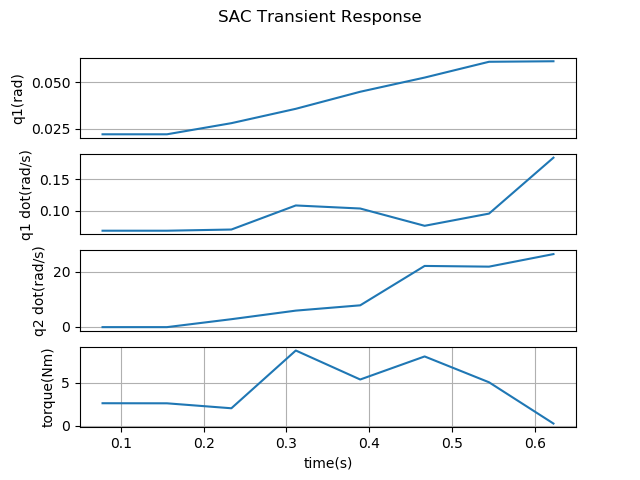 SAC Transient Response
q1(rad)
0.050
0.025
q1 dot(rad/s)
0.15
0.10
q2 dot(rad/s)
20
0
torque(Nm)
5
0
0.1 0.2 0.3 0.4 0.5 0.6
time(s)